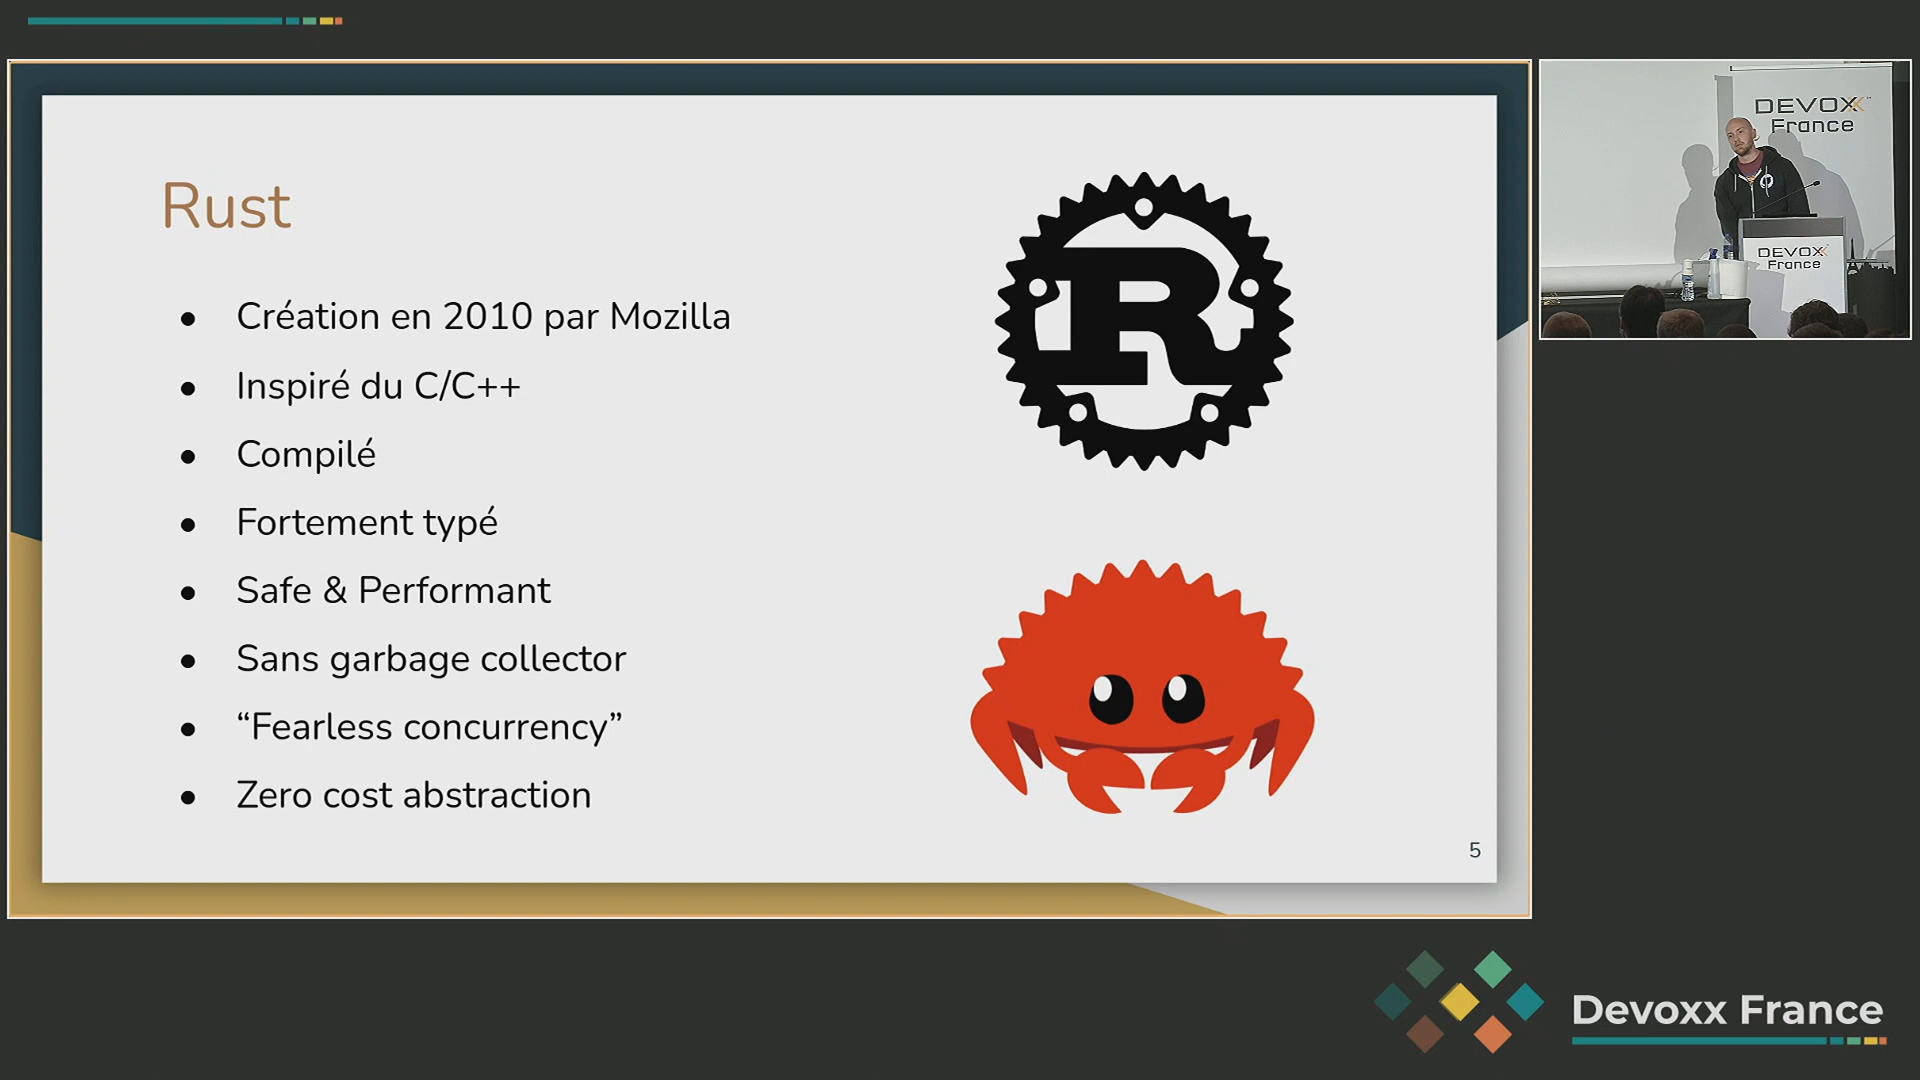 Rust
● Création en 2010 par Mozilla
● Inspiré du C/C++
● Compilé
● Fortement typé
● Safe & Performant
● Sans garbage collector
● “Fearless concurrency”
● Zero cost abstraction
R
5
DEVOXX
France
DEVOXX
France
Devoxx France